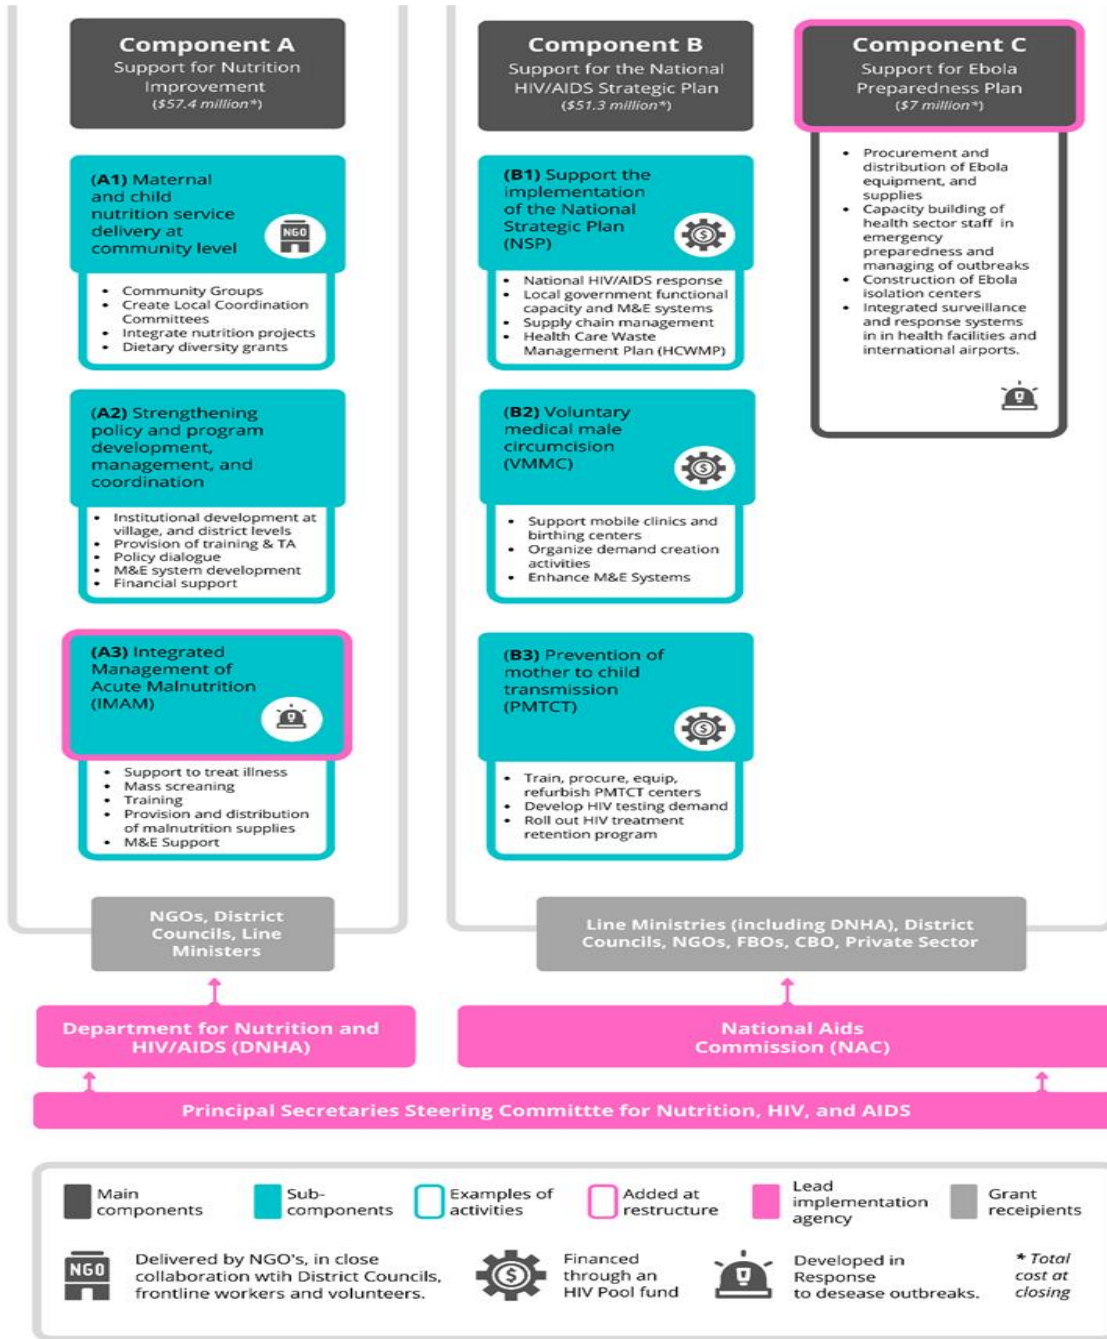 Component A
Support for Nutrition
Improvement
($57.4 million*)
(A1) Maternal
and child
nutrition service
delivery at
community level
NGO
• Community Groups
• Create Local Coordination
Committees
• Integrate nutrition projects
• Dietary diversity grants
(A2) Strengthening
policy and program
development,
management, and
coordination
• Institutional development at
village, and district levels
• Provision of training & TA
• Policy dialogue
• M&E system development
• Financial support
(A3) Integrated
Management of
Acute Malnutrition
(IMAM)
• Support to treat illness
• Mass screaning
• Training
• Provision and distribution
of malnutrition supplies
• M&E Support
NGOs, District
Councils, Line
Ministers
Component B
Support for the National
HIV/AIDS Strategic Plan
($51.3 million*)
(B1) Support the
implementation
of the National
Strategic Plan
(NSP)
$
• National HIV/AIDS response
• Local government functional
capacity and M&E systems
• Supply chain management
• Health Care Waste
Management Plan (HCWMP)
(B2) Voluntary
medical male
circumcision
(VMMC)
$
• Support mobile clinics and
birthing centers
• Organize demand creation
activities
• Enhance M&E Systems
(B3) Prevention of
mother to child
transmission
(PMTCT)
$
• Train, procure, equip,
refurbish PMTCT centers
• Develop HIV testing demand
• Roll out HIV treatment
retention program
Component C
Support for Ebola
Preparedness Plan
($7 million*)
• Procurement and
distribution of Ebola
equipment, and
supplies
• Capacity building of
health sector staff in
emergency
preparedness and
managing of outbreaks
• Construction of Ebola
isolation centers
• Integrated surveillance
and response systems
in in health facilities and
international airports.
Line Ministries (including DNHA), District
Councils, NGOs, FBOs, CBO, Private Sector
Department for Nutrition and
HIV/AIDS (DNHA)
National Aids
Commission (NAC)
Principal Secretaries Steering Committte for Nutrition, HIV, and AIDS
Main
components
Sub-
components
Examples of
activities
Added at
restructure
Lead
implementation
agency
Grant
receipients
NGO
Delivered by NGO's, in close
collaboration wtih District Councils,
frontline workers and volunteers.
$
Financed
through an
HIV Pool fund
Developed in
Response
to desease outbreaks.
* Total
cost at
closing